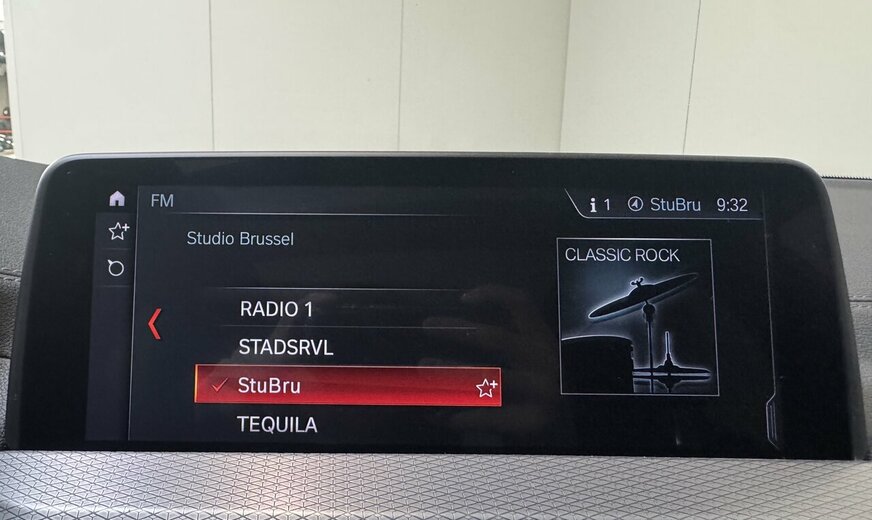 FM
i 1 StuBru 9:32
Studio Brussel
CLASSIC ROCK
RADIO 1
STADSRVL
StuBru
TEQUILA